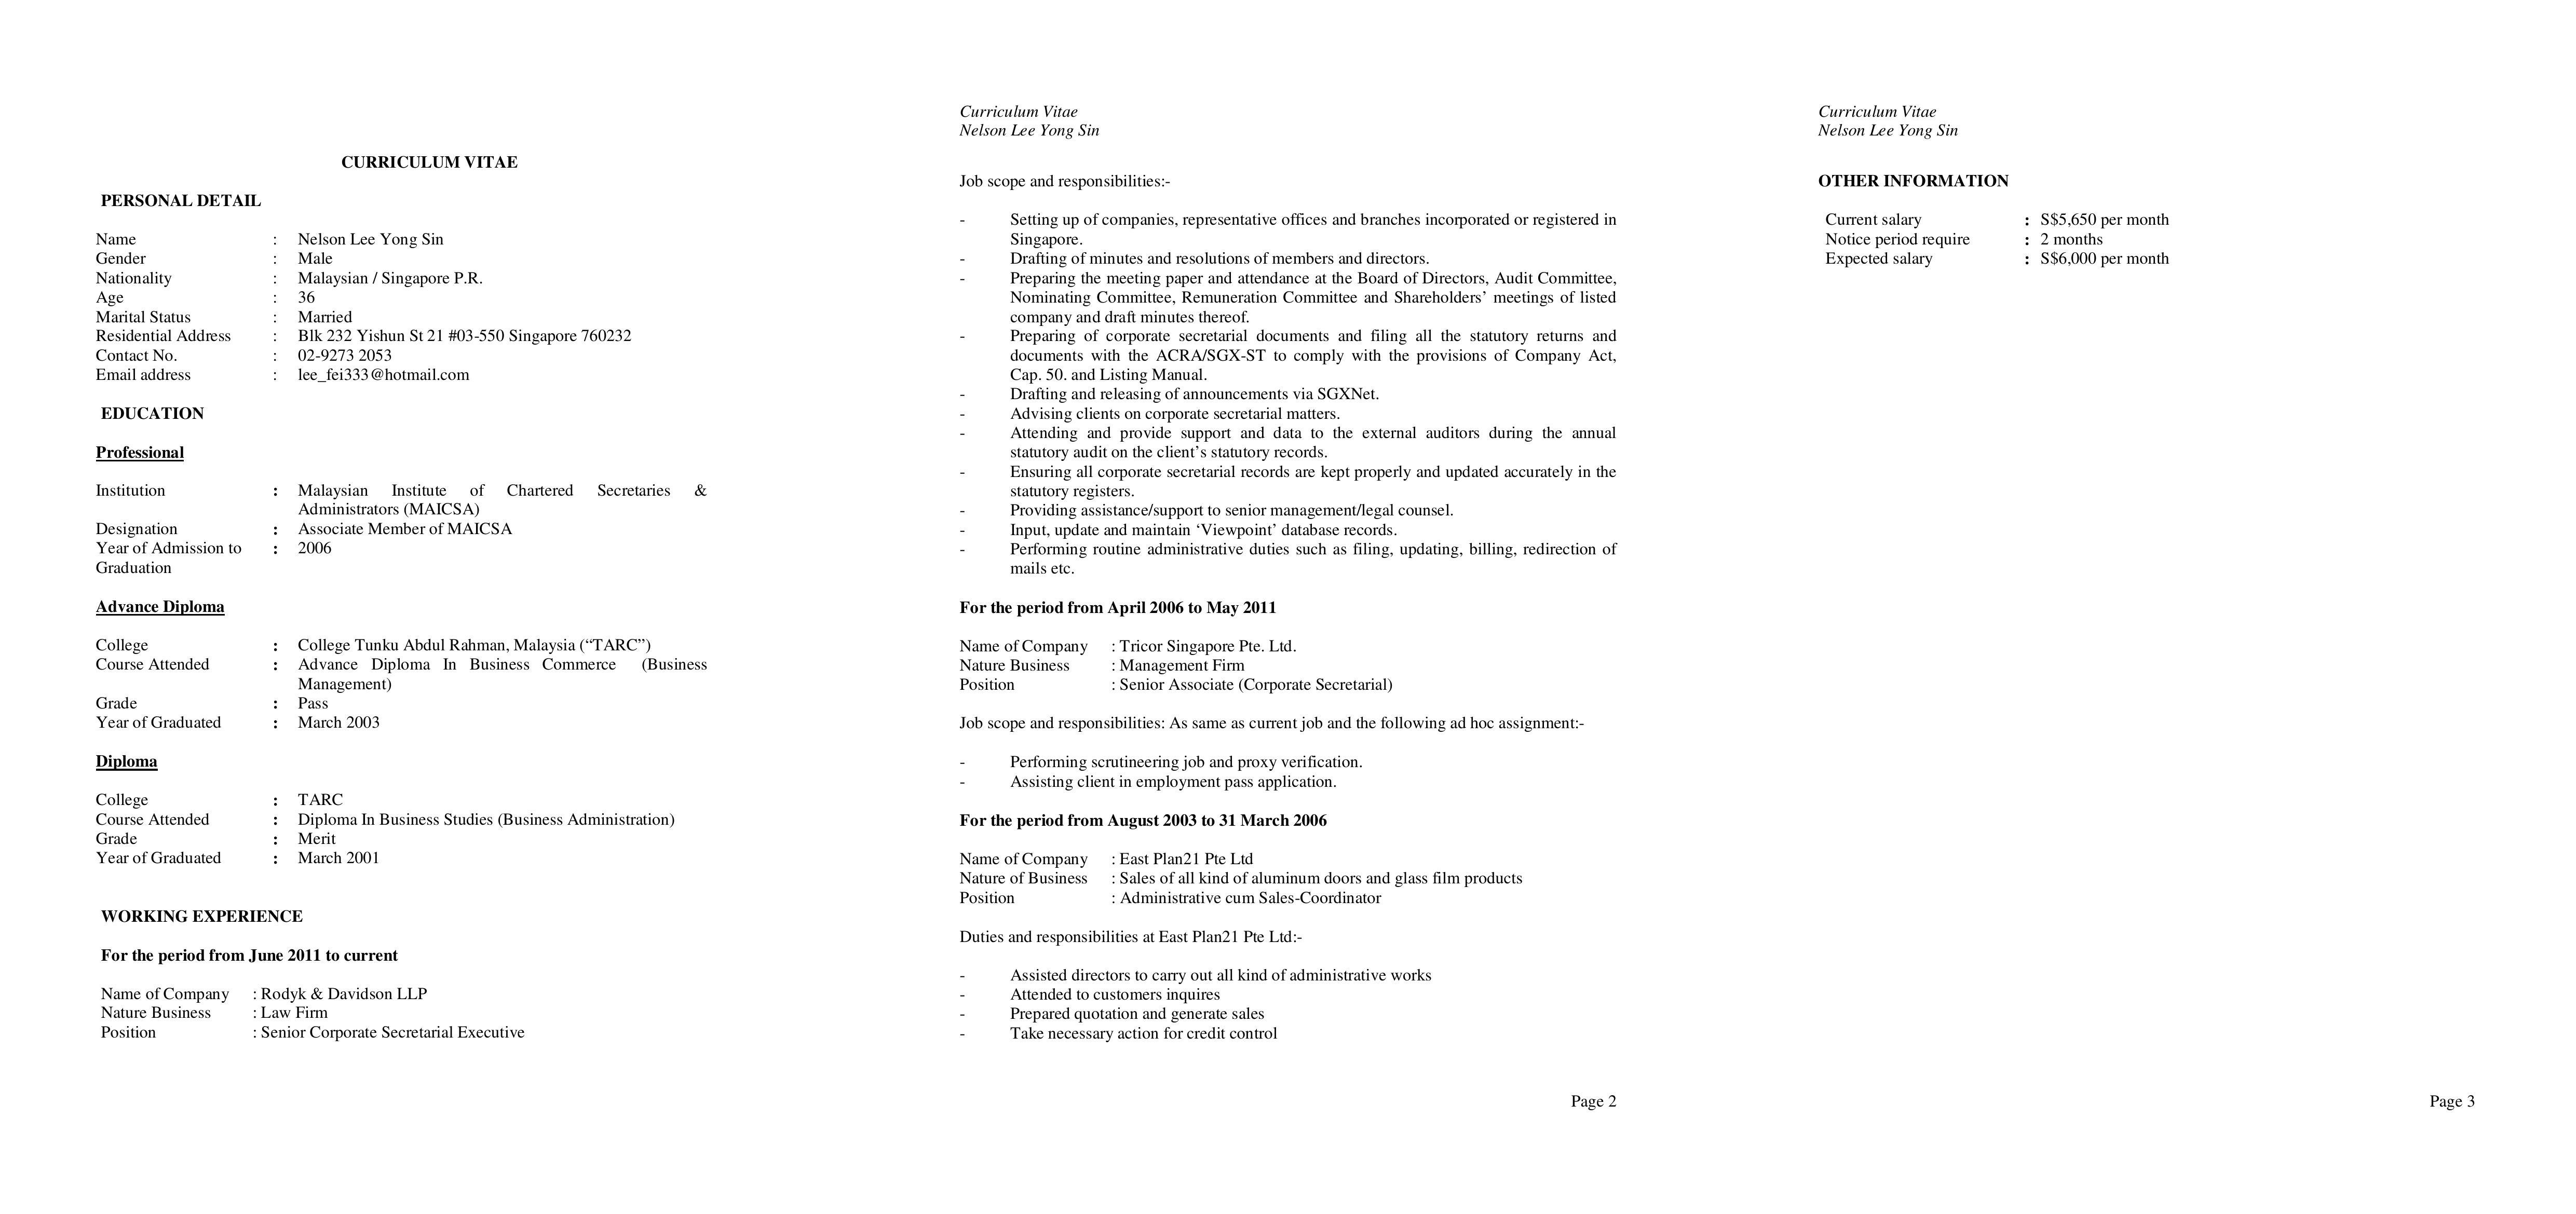 CURRICULUM VITAE
PERSONAL DETAIL
Name : Nelson Lee Yong Sin
Gender : Male
Nationality : Malaysian / Singapore P.R.
Age : 36
Marital Status : Married
Residential Address : Blk 232 Yishun St 21 #03-550 Singapore 760232
Contact No. : 02-9273 2053
Email address : lee_fei333@hotmail.com
EDUCATION
Professional
Institution : Malaysian Institute of Chartered Secretaries &
Administrators (MAICSA)
Designation : Associate Member of MAICSA
Year of Admission to : 2006
Graduation
Advance Diploma
College : College Tunku Abdul Rahman, Malaysia (“TARC”)
Course Attended : Advance Diploma In Business Commerce (Business
Management)
Grade : Pass
Year of Graduated : March 2003
Diploma
College : TARC
Course Attended : Diploma In Business Studies (Business Administration)
Grade : Merit
Year of Graduated : March 2001
WORKING EXPERIENCE
For the period from June 2011 to current
Name of Company : Rodyk & Davidson LLP
Nature Business : Law Firm
Position : Senior Corporate Secretarial Executive
Curriculum Vitae
Nelson Lee Yong Sin
Job scope and responsibilities:-
- Setting up of companies, representative offices and branches incorporated or registered in
Singapore.
- Drafting of minutes and resolutions of members and directors.
- Preparing the meeting paper and attendance at the Board of Directors, Audit Committee,
Nominating Committee, Remuneration Committee and Shareholders’ meetings of listed
company and draft minutes thereof.
- Preparing of corporate secretarial documents and filing all the statutory returns and
documents with the ACRA/SGX-ST to comply with the provisions of Company Act,
Cap. 50. and Listing Manual.
- Drafting and releasing of announcements via SGXNet.
- Advising clients on corporate secretarial matters.
- Attending and provide support and data to the external auditors during the annual
statutory audit on the client’s statutory records.
- Ensuring all corporate secretarial records are kept properly and updated accurately in the
statutory registers.
- Providing assistance/support to senior management/legal counsel.
- Input, update and maintain ‘Viewpoint’ database records.
- Performing routine administrative duties such as filing, updating, billing, redirection of
mails etc.
For the period from April 2006 to May 2011
Name of Company : Tricor Singapore Pte. Ltd.
Nature Business : Management Firm
Position : Senior Associate (Corporate Secretarial)
Job scope and responsibilities: As same as current job and the following ad hoc assignment:-
- Performing scrutineering job and proxy verification.
- Assisting client in employment pass application.
For the period from August 2003 to 31 March 2006
Name of Company : East Plan21 Pte Ltd
Nature of Business : Sales of all kind of aluminum doors and glass film products
Position : Administrative cum Sales-Coordinator
Duties and responsibilities at East Plan21 Pte Ltd:-
- Assisted directors to carry out all kind of administrative works
- Attended to customers inquires
- Prepared quotation and generate sales
- Take necessary action for credit control
Page 2
Curriculum Vitae
Nelson Lee Yong Sin
OTHER INFORMATION
Current salary : S$5,650 per month
Notice period require : 2 months
Expected salary : S$6,000 per month
Page 3